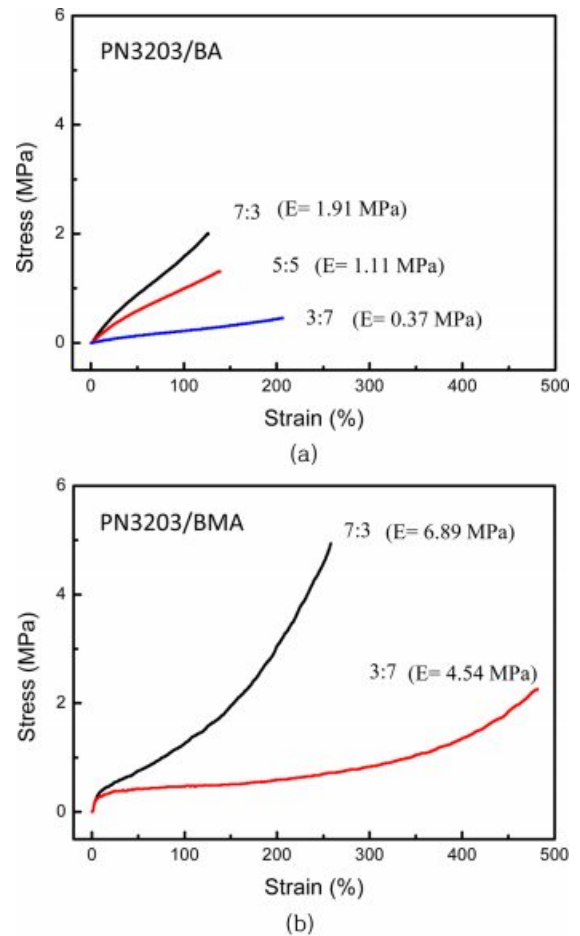 6
PN3203/BA
4
Stress (MPa)
2
7:3 (E= 1.91 MPa)
5:5 (E= 1.11 MPa)
3:7 (E= 0.37 MPa)
0
0 100 200 300 400 500
Strain (%)
(a)
6
PN3203/BMA
7:3 (E= 6.89 MPa)
4
Stress (MPa)
3:7 (E= 4.54 MPa)
2
0
0 100 200 300 400 500
Strain (%)
(b)